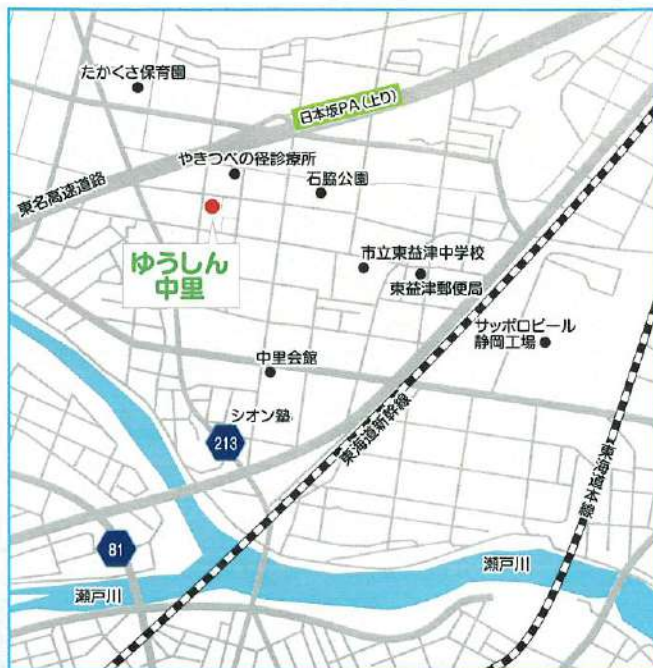 たかくさ保育園
日本坂PA(上り)
やきつべの径診療所
東名高速道路
石脇公園
ゆうしん
中里
市立東益津中学校
東益津郵便局
サッポロビール
静岡工場
中里会館
シオン塾
213
東海道新幹線
東海道本線
81
瀬戸川
瀬戸川